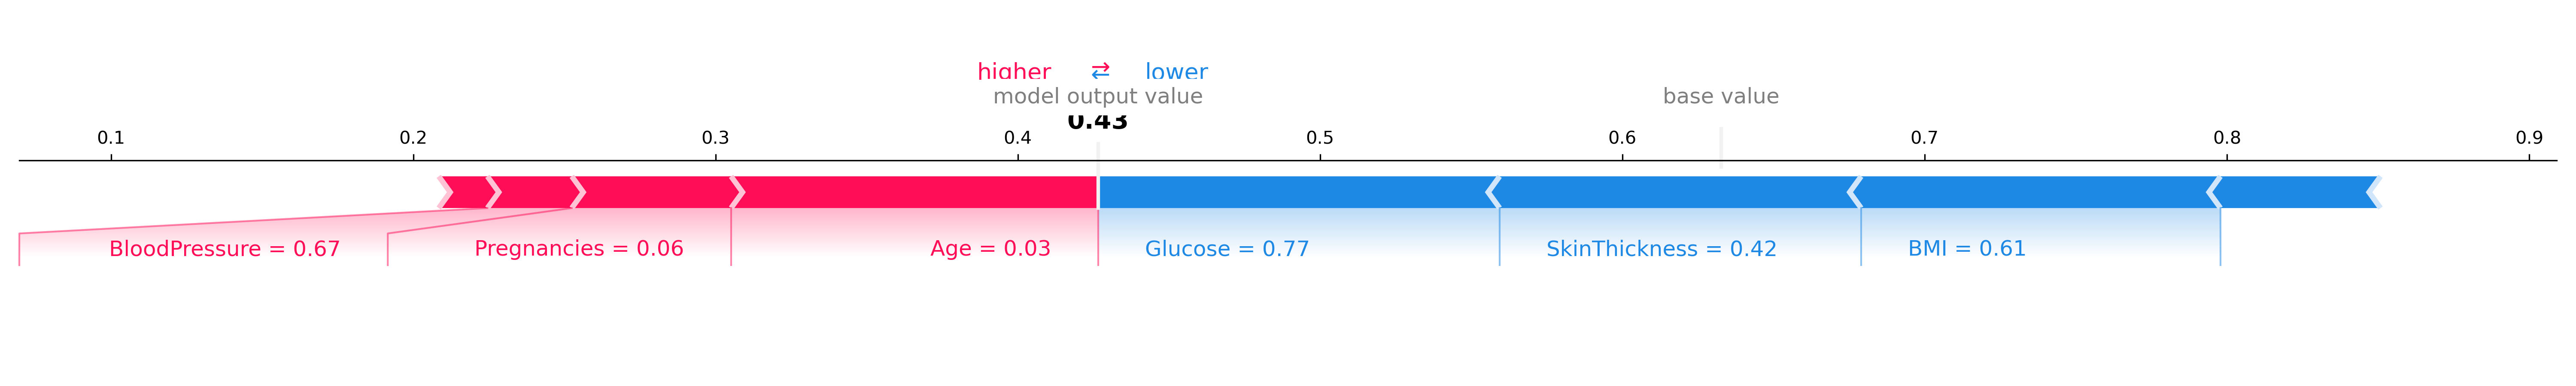 higher ⇄ lower
model output value base value
0.43
0.1 0.2 0.3 0.4 0.5 0.6 0.7 0.8 0.9
BloodPressure = 0.67 Pregnancies = 0.06 Age = 0.03 Glucose = 0.77 SkinThickness = 0.42 BMI = 0.61